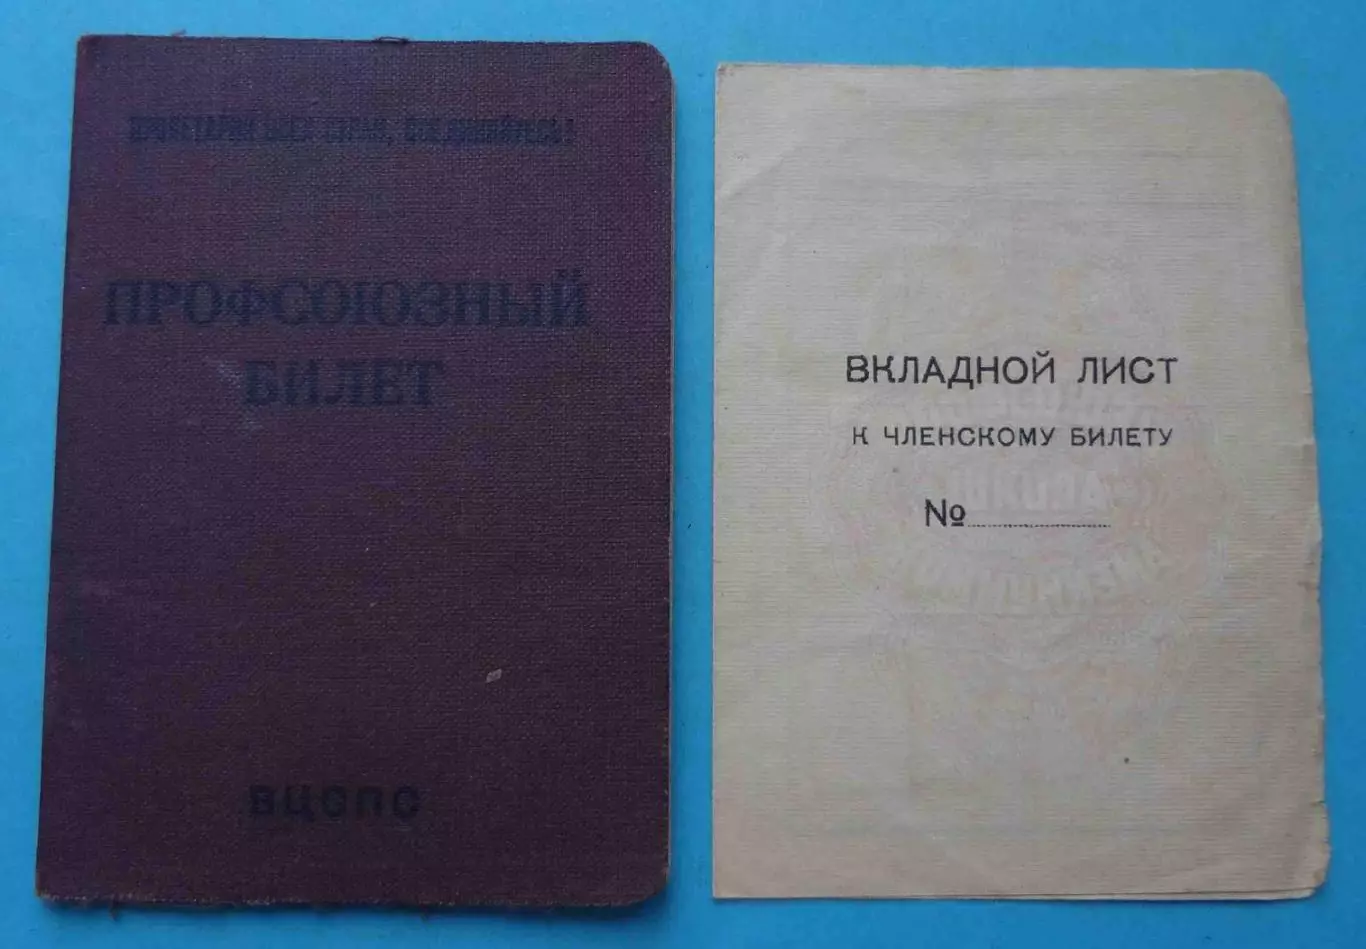 ПРОЛЕТАРИИ ВСЕХ СТРАН, СОЕДИНЯЙТЕСЬ!
ПРОФСОЮЗНЫЙ
БИЛЕТ
ВЦСПС
ВКЛАДНОЙ ЛИСТ
К ЧЛЕНСКОМУ БИЛЕТУ
№